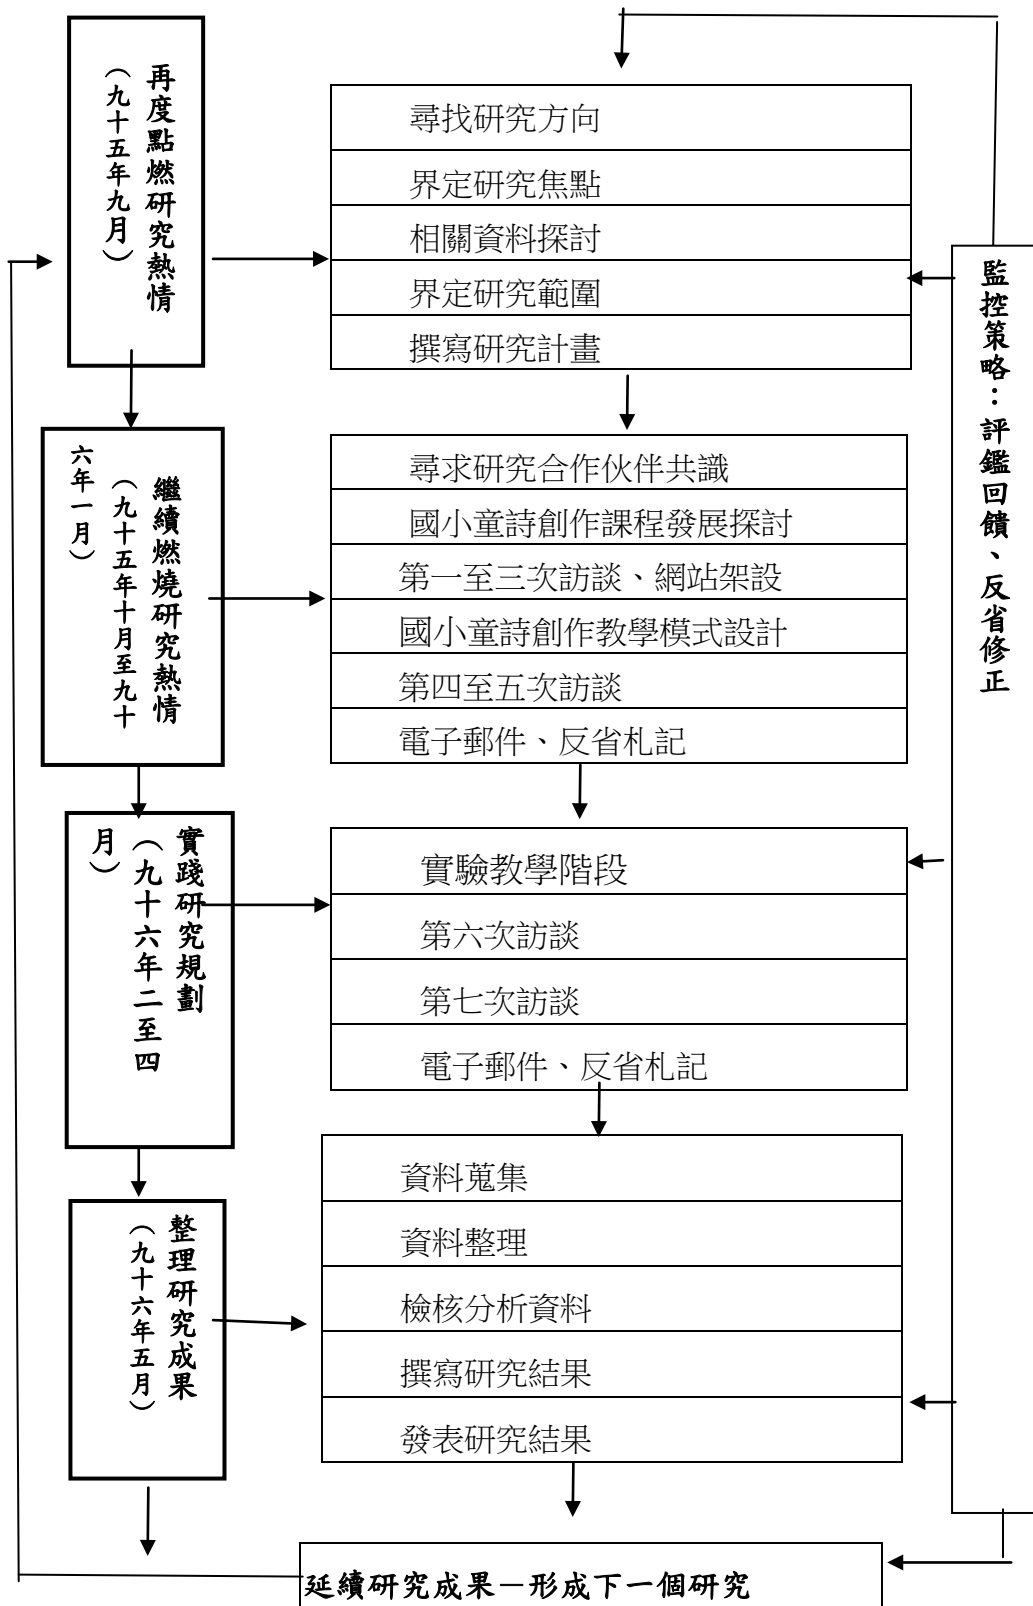 再度點燃研究熱情
（九十五年九月）
尋找研究方向
界定研究焦點
相關資料探討
界定研究範圍
撰寫研究計畫
監控策略：評鑑回饋、反省修正
繼續燃燒研究熱情
（九十五年十月至九十
六年一月）
尋求研究合作伙伴共識
國小童詩創作課程發展探討
第一至三次訪談、網站架設
國小童詩創作教學模式設計
第四至五次訪談
電子郵件、反省札記
實踐研究規劃
（九十六年二至四
月）
實驗教學階段
第六次訪談
第七次訪談
電子郵件、反省札記
整理研究成果
（九十六年五月）
資料蒐集
資料整理
檢核分析資料
撰寫研究結果
發表研究結果
延續研究成果－形成下一個研究